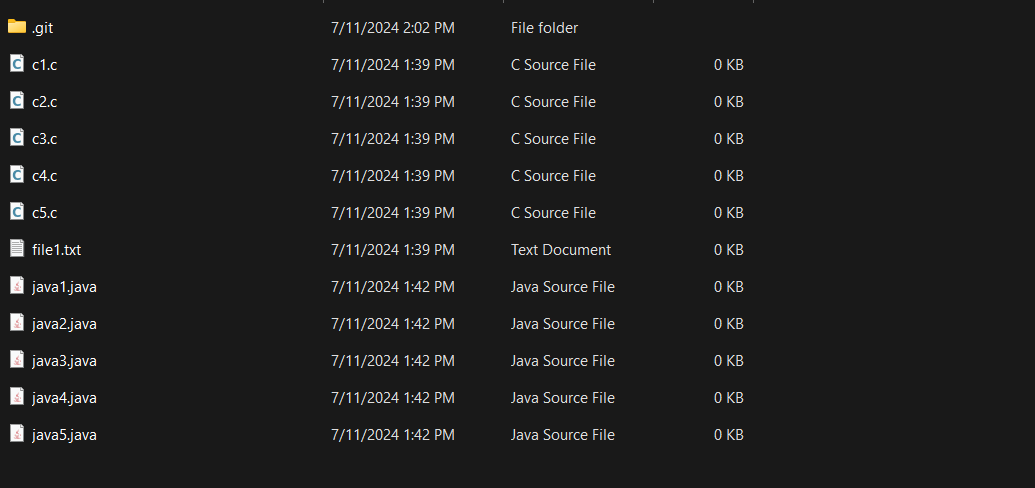 .git 7/11/2024 2:02 PM File folder
c1.c 7/11/2024 1:39 PM C Source File 0 KB
c2.c 7/11/2024 1:39 PM C Source File 0 KB
c3.c 7/11/2024 1:39 PM C Source File 0 KB
c4.c 7/11/2024 1:39 PM C Source File 0 KB
c5.c 7/11/2024 1:39 PM C Source File 0 KB
file1.txt 7/11/2024 1:39 PM Text Document 0 KB
java1.java 7/11/2024 1:42 PM Java Source File 0 KB
java2.java 7/11/2024 1:42 PM Java Source File 0 KB
java3.java 7/11/2024 1:42 PM Java Source File 0 KB
java4.java 7/11/2024 1:42 PM Java Source File 0 KB
java5.java 7/11/2024 1:42 PM Java Source File 0 KB